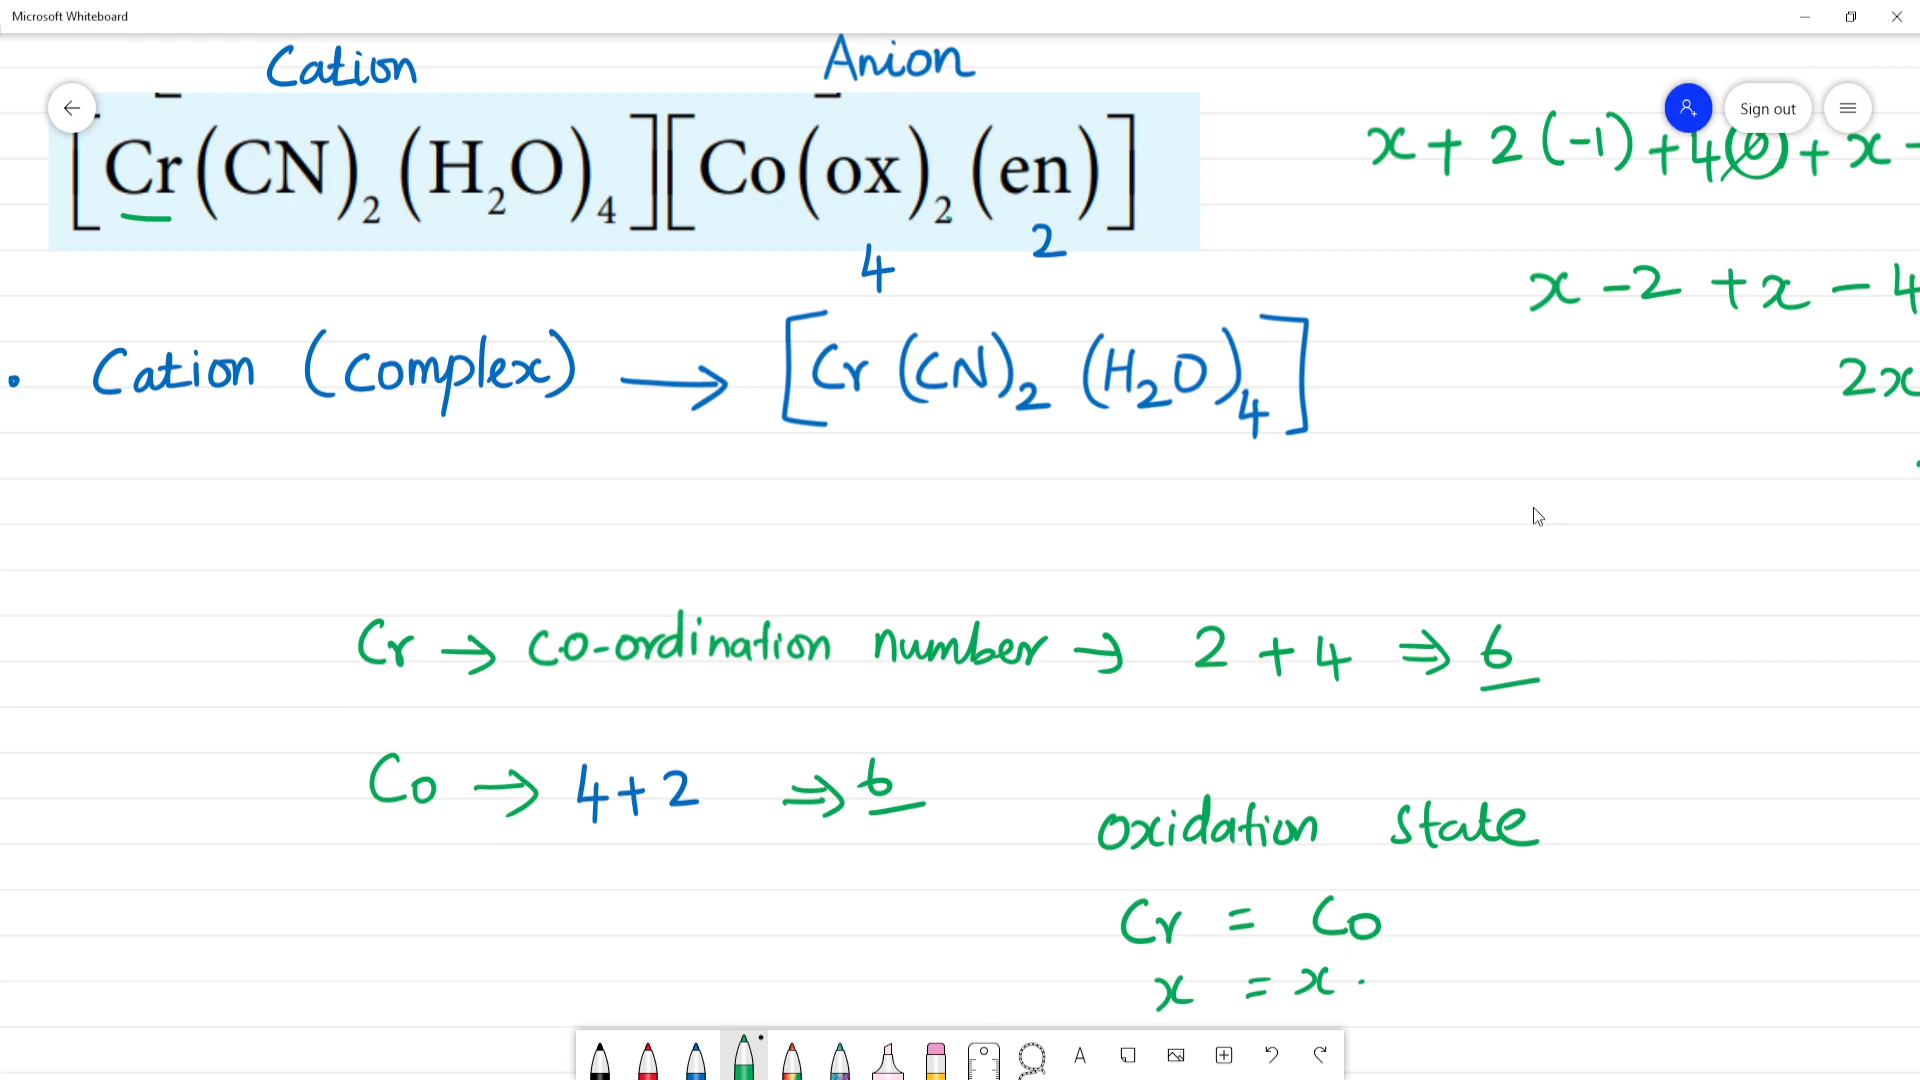 Microsoft Whiteboard
Cation Anion
[Cr(CN)₂(H₂O)₄][Co(ox)₂(en)]
4 2
Sign out
x + 2(-1) + 4(0) + x -
x - 2 + x - 4
2x
. Cation (complex) → [Cr(CN)₂(H₂O)₄]
Cr → co-ordination number → 2 + 4 ⇒ 6
Co → 4+2 ⇒ 6
oxidation state
Cr = Co
x = x .
A